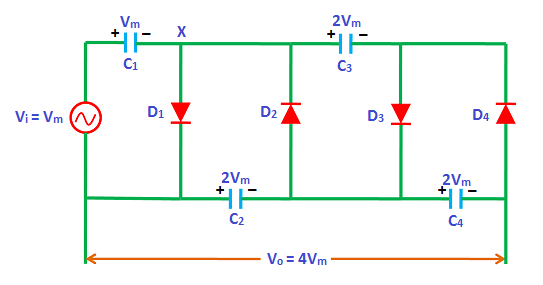 Vm X 2Vm
+ − + −
C1 C3
Vi = Vm D1 D2 D3 D4
2Vm 2Vm
+ − + −
C2 C4
Vo = 4Vm